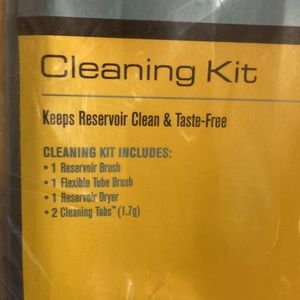 Cleaning Kit
Keeps Reservoir Clean & Taste-Free
CLEANING KIT INCLUDES:
• 1 Reservoir Brush
• 1 Flexible Tube Brush
• 1 Reservoir Dryer
• 2 Cleaning Tabs™ (1.7g)